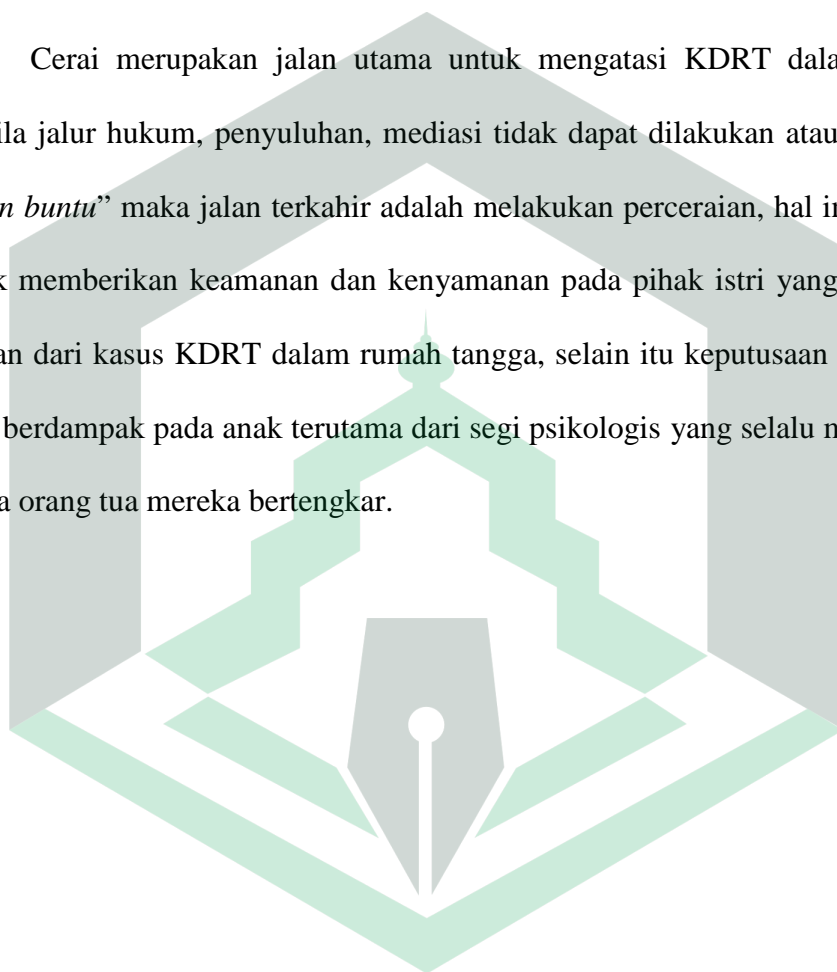 Cerai merupakan jalan utama untuk mengatasi KDRT dala
ila jalur hukum, penyuluhan, mediasi tidak dapat dilakukan atau
n buntu” maka jalan terkahir adalah melakukan perceraian, hal in
k memberikan keamanan dan kenyamanan pada pihak istri yang
an dari kasus KDRT dalam rumah tangga, selain itu keputusaan
berdampak pada anak terutama dari segi psikologis yang selalu n
a orang tua mereka bertengkar.